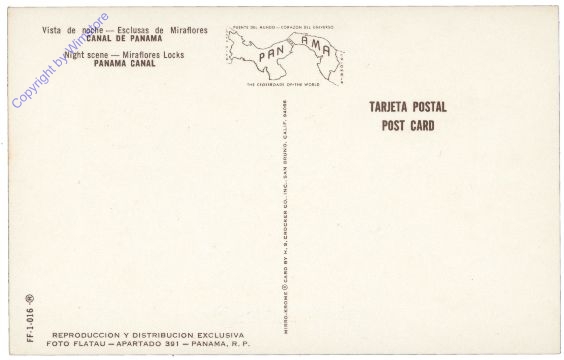 Vista de noche — Esclusas de Miraflores
CANAL DE PANAMA
Night scene — Miraflores Locks
PANAMA CANAL
Copyright by Wimstore
PUENTE DEL MUNDO - CORAZON DEL UNIVERSO
PANAMA
THE CROSSROADS OF THE WORLD
TARJETA POSTAL
POST CARD
MIRRO-KROME ® CARD BY H. S. CROCKER CO., INC., SAN BRUNO, CALIF. 94066
FF-1-016 -®
REPRODUCCION Y DISTRIBUCION EXCLUSIVA
FOTO FLATAU — APARTADO 391 — PANAMA, R. P.